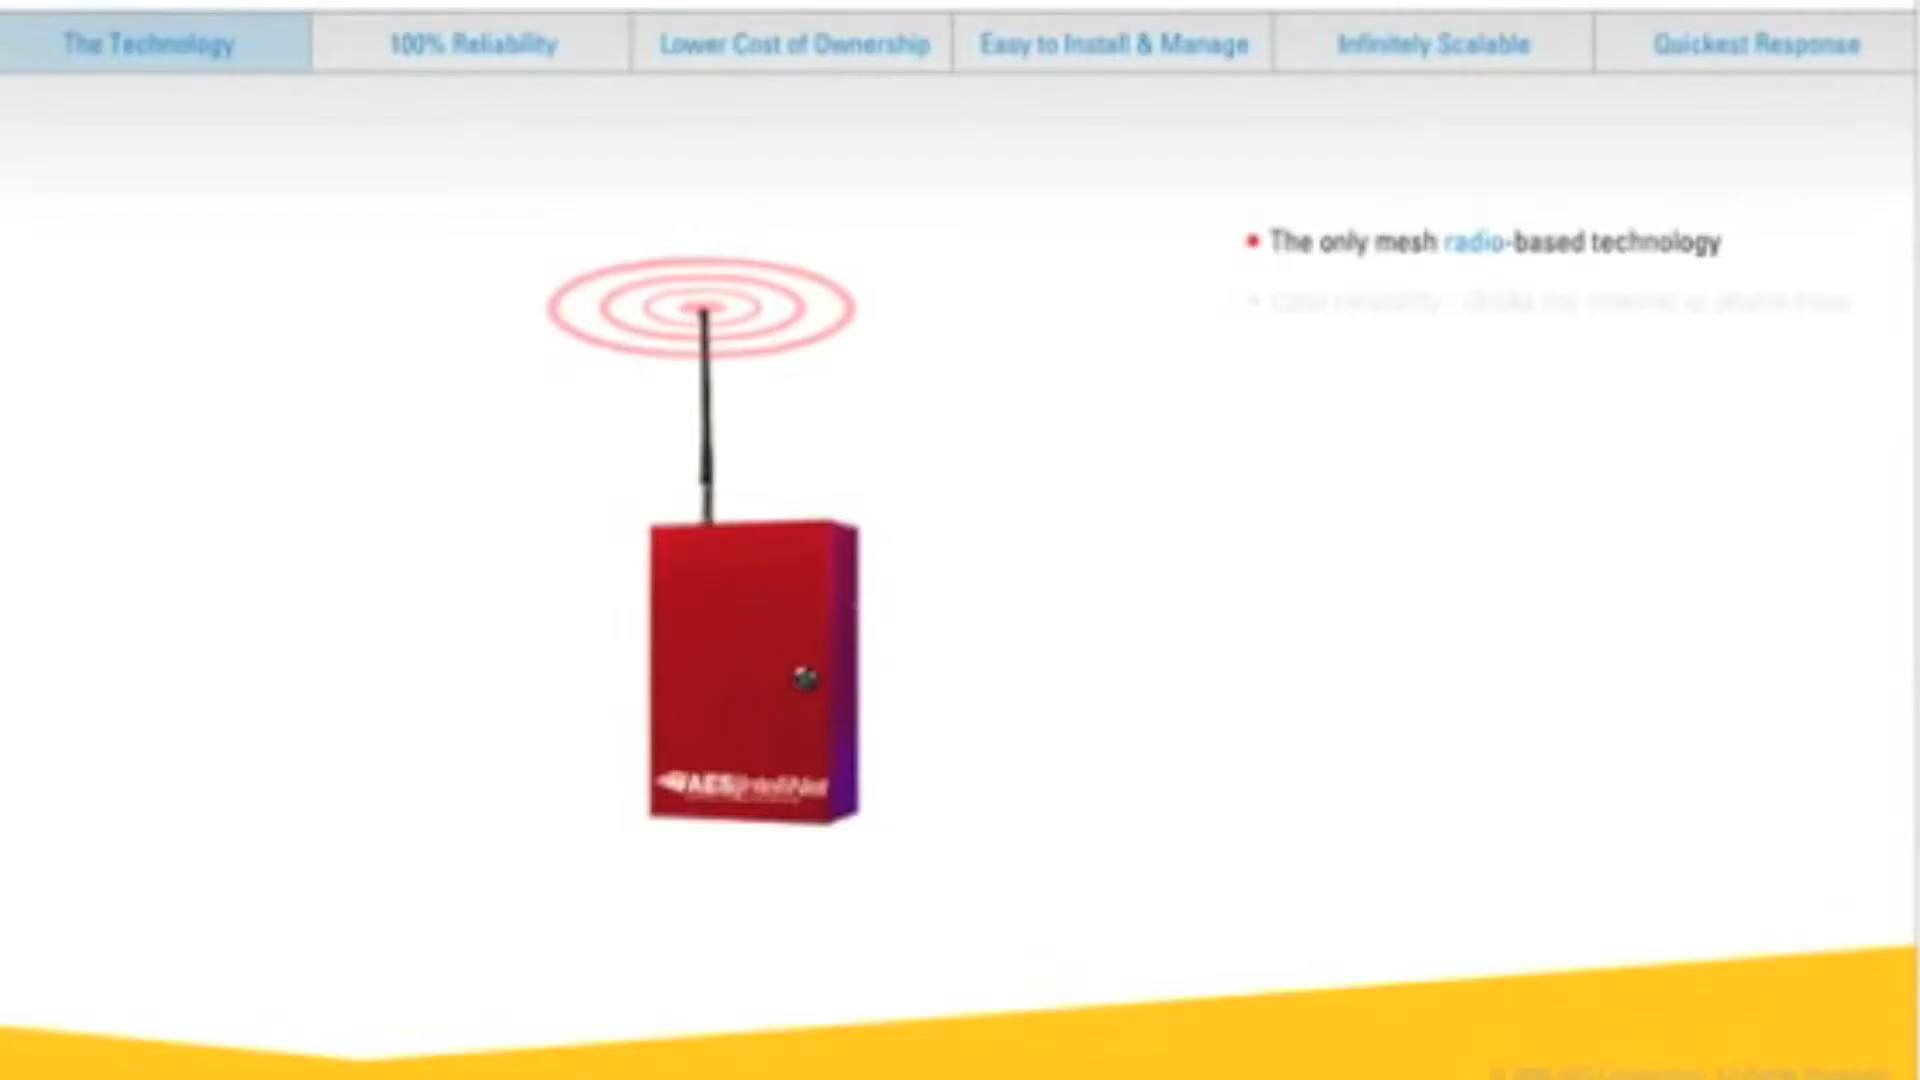 The Technology
100% Reliability
Lower Cost of Ownership
Easy to Install & Manage
Infinitely Scalable
Quickest Response
• The only mesh radio-based technology
AES IntelliNet